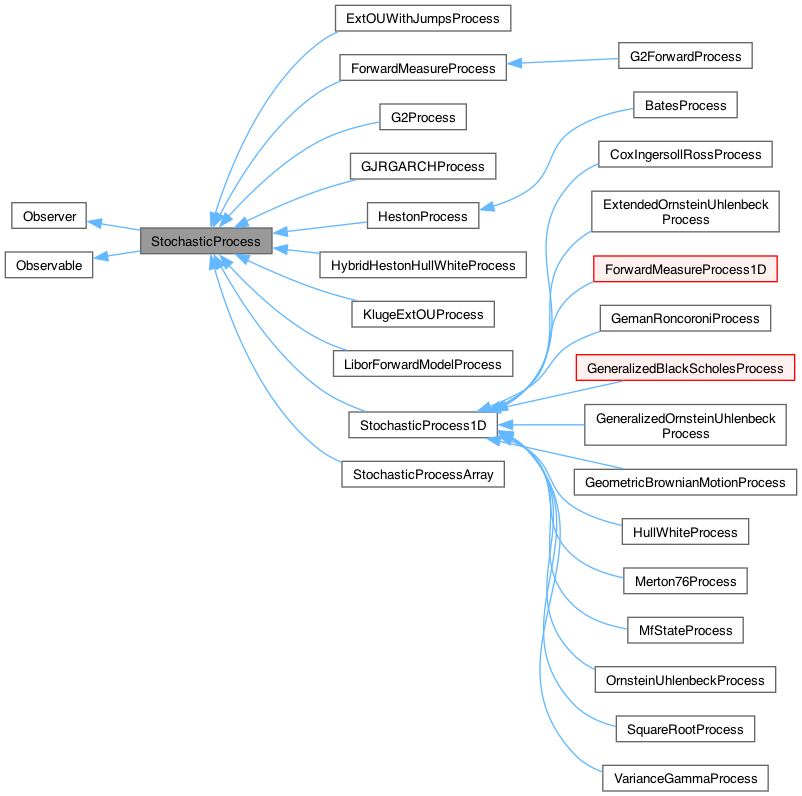 Observer
Observable
StochasticProcess
ExtOUWithJumpsProcess
ForwardMeasureProcess
G2Process
GJRGARCHProcess
HestonProcess
HybridHestonHullWhiteProcess
KlugeExtOUProcess
LiborForwardModelProcess
StochasticProcess1D
StochasticProcessArray
G2ForwardProcess
BatesProcess
CoxIngersollRossProcess
ExtendedOrnsteinUhlenbeck
Process
ForwardMeasureProcess1D
GemanRoncoroniProcess
GeneralizedBlackScholesProcess
GeneralizedOrnsteinUhlenbeck
Process
GeometricBrownianMotionProcess
HullWhiteProcess
Merton76Process
MfStateProcess
OrnsteinUhlenbeckProcess
SquareRootProcess
VarianceGammaProcess